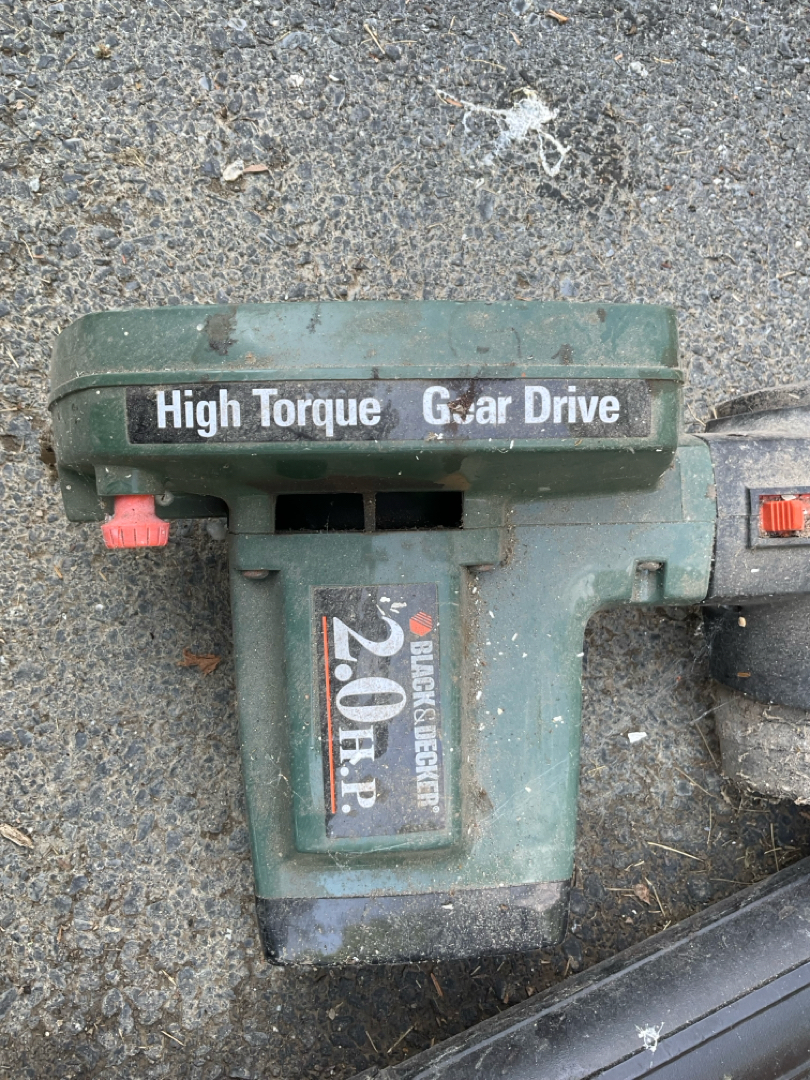 High Torque Gear Drive
BLACK&DECKER®
2.0 H.P.